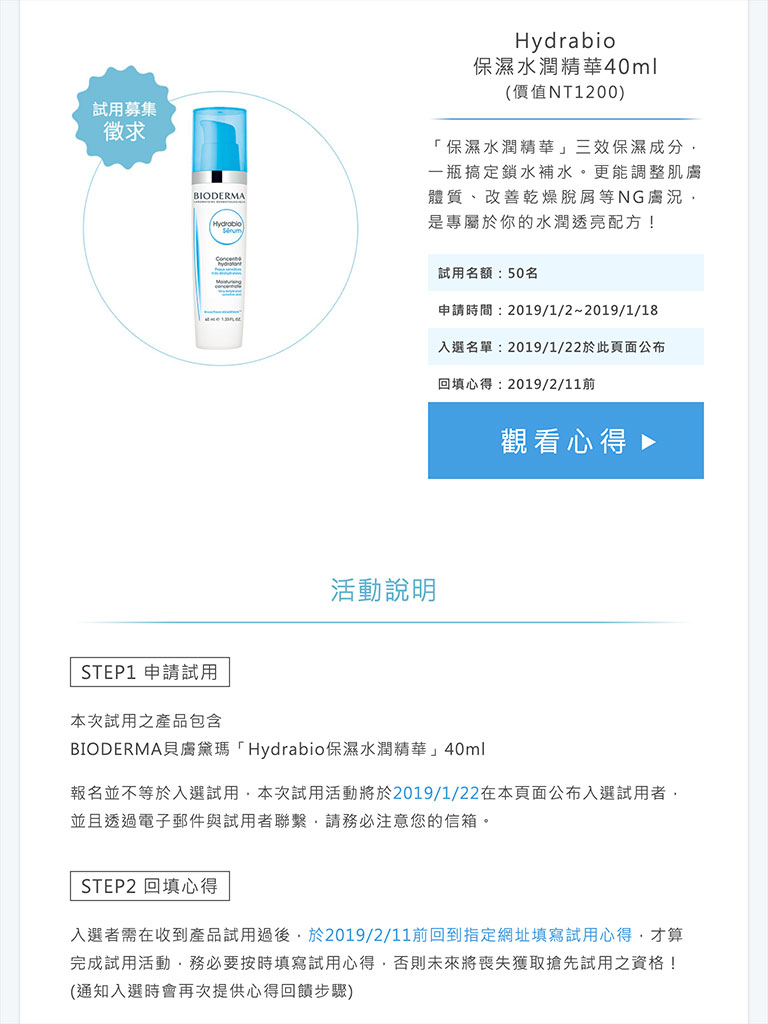 試用募集
徵求
BIODERMA
Hydrabio
Sérum
Concentré
hydratant
Moisturising
concentrate
Hydrabio
保濕水潤精華40ml
(價值NT1200)
「保濕水潤精華」三效保濕成分，
一瓶搞定鎖水補水。更能調整肌膚
體質、改善乾燥脫屑等NG膚況，
是專屬於你的水潤透亮配方！
試用名額：50名
申請時間：2019/1/2~2019/1/18
入選名單：2019/1/22於此頁面公布
回填心得：2019/2/11前
觀看心得
活動說明
STEP1 申請試用
本次試用之產品包含
BIODERMA貝膚黛瑪「Hydrabio保濕水潤精華」40ml
報名並不等於入選試用，本次試用活動將於2019/1/22在本頁面公布入選試用者，
並且透過電子郵件與試用者聯繫，請務必注意您的信箱。
STEP2 回填心得
入選者需在收到產品試用過後，於2019/2/11前回到指定網址填寫試用心得，才算
完成試用活動，務必要按時填寫試用心得，否則未來將喪失獲取搶先試用之資格！
(通知入選時會再次提供心得回饋步驟)